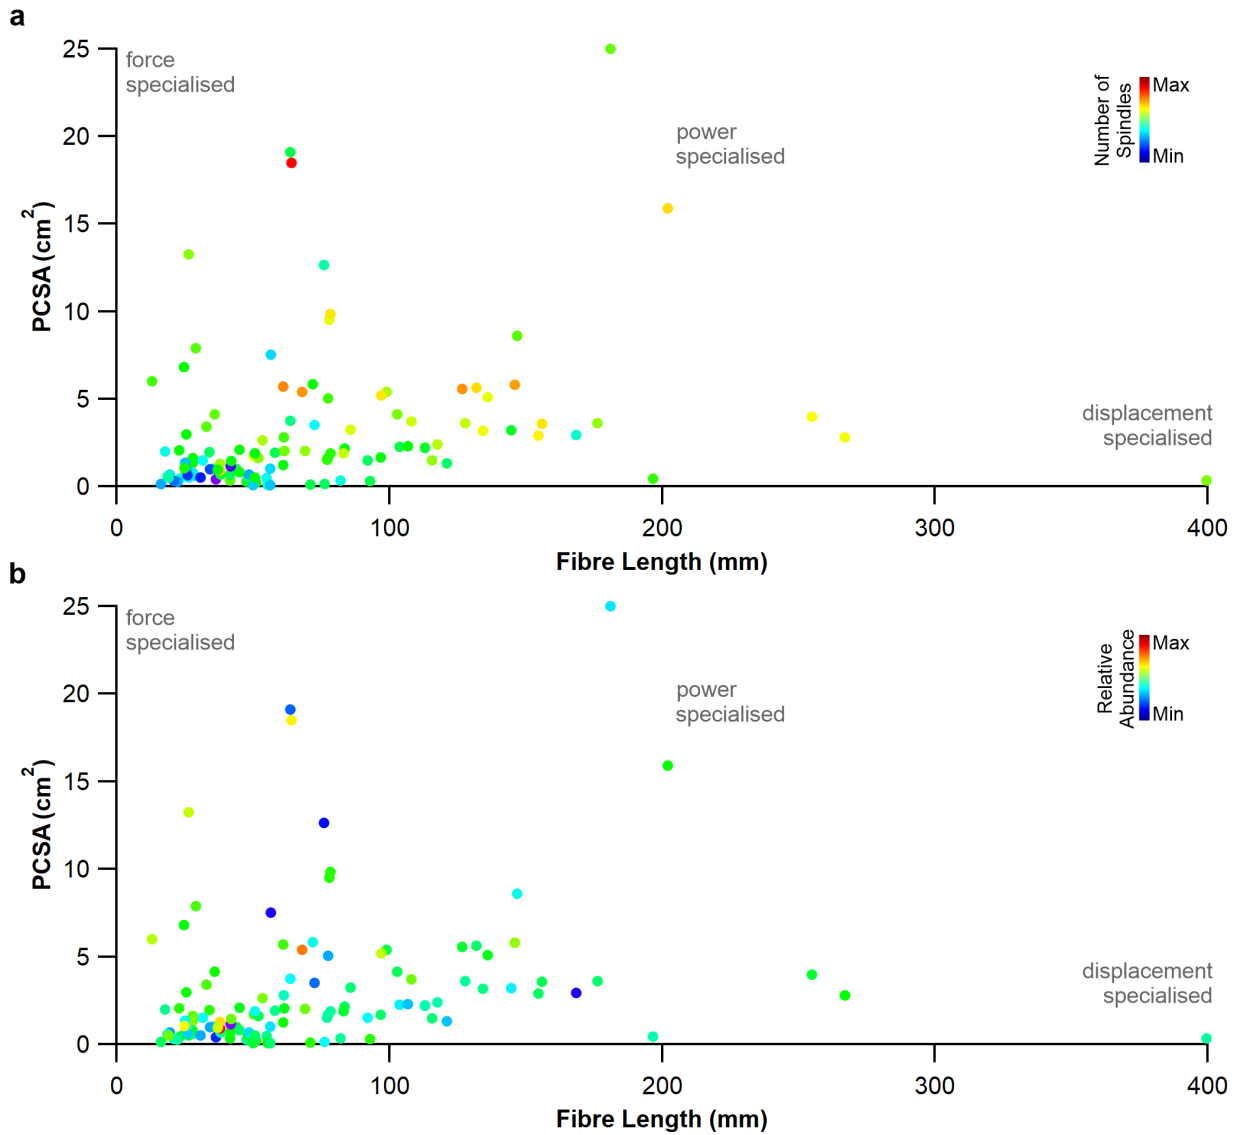 a
force
specialised
power
specialised
displacement
specialised
Number of
Spindles
Max
Min
25
20
15
10
5
0
PCSA (cm²)
0 100 200 300 400
Fibre Length (mm)
b
force
specialised
power
specialised
displacement
specialised
Relative
Abundance
Max
Min
25
20
15
10
5
0
PCSA (cm²)
0 100 200 300 400
Fibre Length (mm)